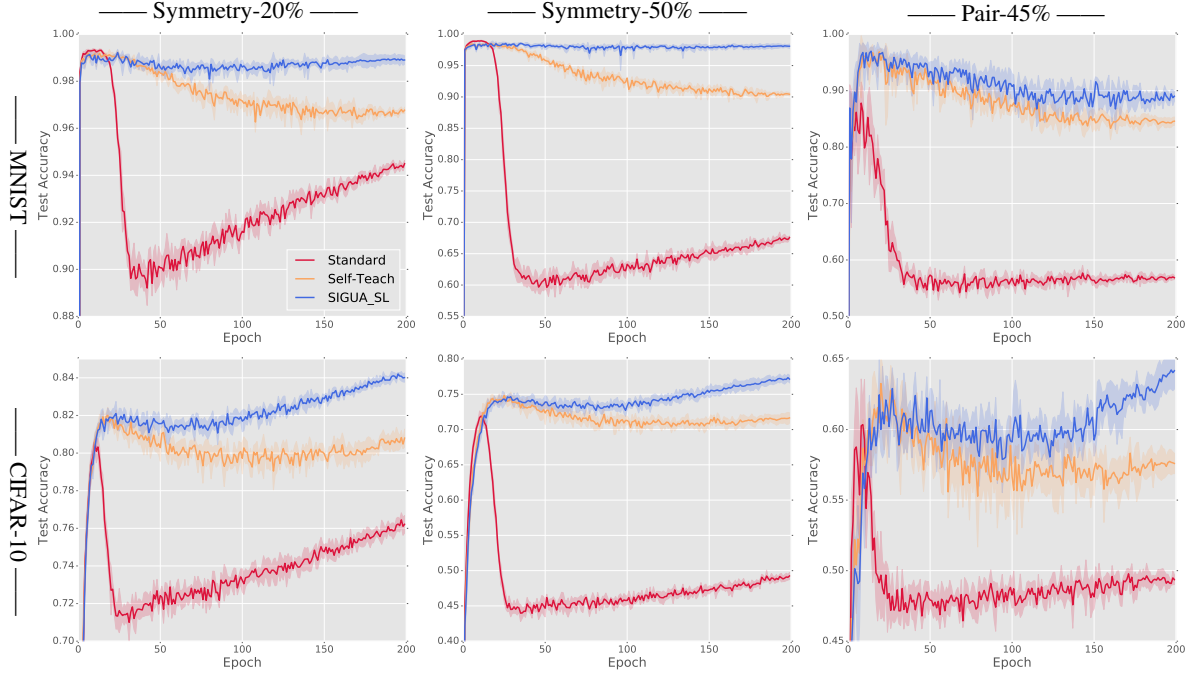 —— Symmetry-20% ——
—— Symmetry-50% ——
—— Pair-45% ——
—— MNIST ——
1.00
0.98
0.96
0.94
0.92
0.90
0.88
Test Accuracy
0 50 100 150 200
Epoch
Standard
Self-Teach
SIGUA_SL
1.00
0.95
0.90
0.85
0.80
0.75
0.70
0.65
0.60
0.55
Test Accuracy
0 50 100 150 200
Epoch
1.00
0.90
0.80
0.70
0.60
0.50
Test Accuracy
0 50 100 150 200
Epoch
—— CIFAR-10 ——
0.84
0.82
0.80
0.78
0.76
0.74
0.72
0.70
Test Accuracy
0 50 100 150 200
Epoch
0.80
0.75
0.70
0.65
0.60
0.55
0.50
0.45
0.40
Test Accuracy
0 50 100 150 200
Epoch
0.65
0.60
0.55
0.50
0.45
Test Accuracy
0 50 100 150 200
Epoch